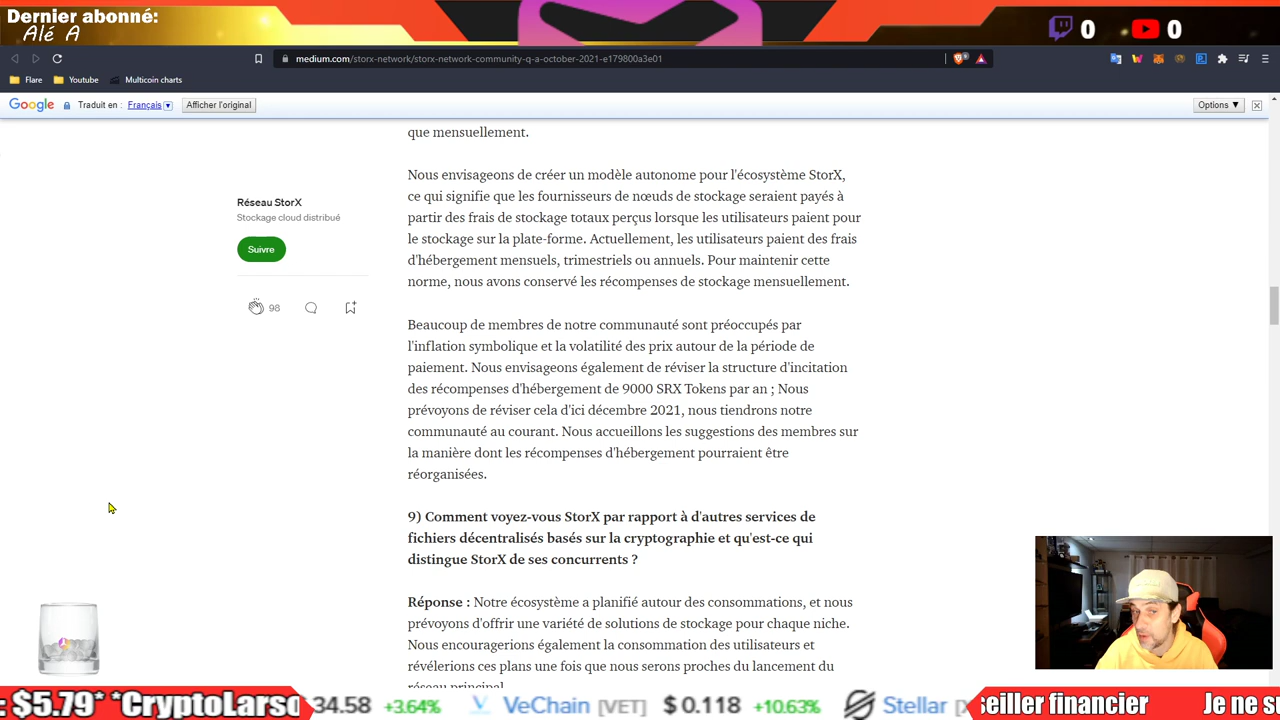 Dernier abonné:
Alé A
0
0
medium.com/storx-network/storx-network-community-q-a-october-2021-e179800a3e01
Flare
Youtube
Multicoin charts
Google
Traduit en :
Français
Afficher l'original
Options ▼
que mensuellement.
Nous envisageons de créer un modèle autonome pour l'écosystème StorX,
ce qui signifie que les fournisseurs de nœuds de stockage seraient payés à
partir des frais de stockage totaux perçus lorsque les utilisateurs paient pour
le stockage sur la plate-forme. Actuellement, les utilisateurs paient des frais
d'hébergement mensuels, trimestriels ou annuels. Pour maintenir cette
norme, nous avons conservé les récompenses de stockage mensuellement.
Réseau StorX
Stockage cloud distribué
Suivre
98
Beaucoup de membres de notre communauté sont préoccupés par
l'inflation symbolique et la volatilité des prix autour de la période de
paiement. Nous envisageons également de réviser la structure d'incitation
des récompenses d'hébergement de 9000 SRX Tokens par an ; Nous
prévoyons de réviser cela d'ici décembre 2021, nous tiendrons notre
communauté au courant. Nous accueillons les suggestions des membres sur
la manière dont les récompenses d'hébergement pourraient être
réorganisées.
9) Comment voyez-vous StorX par rapport à d'autres services de
fichiers décentralisés basés sur la cryptographie et qu'est-ce qui
distingue StorX de ses concurrents ?
Réponse : Notre écosystème a planifié autour des consommations, et nous
prévoyons d'offrir une variété de solutions de stockage pour chaque niche.
Nous encouragerions également la consommation des utilisateurs et
révélerions ces plans une fois que nous serons proches du lancement du
réseau principal.
: $5.79* *CryptoLarso
34.58 +3.64%
VeChain [VET] $ 0.118 +10.63%
Stellar
seiller financier
Je ne su